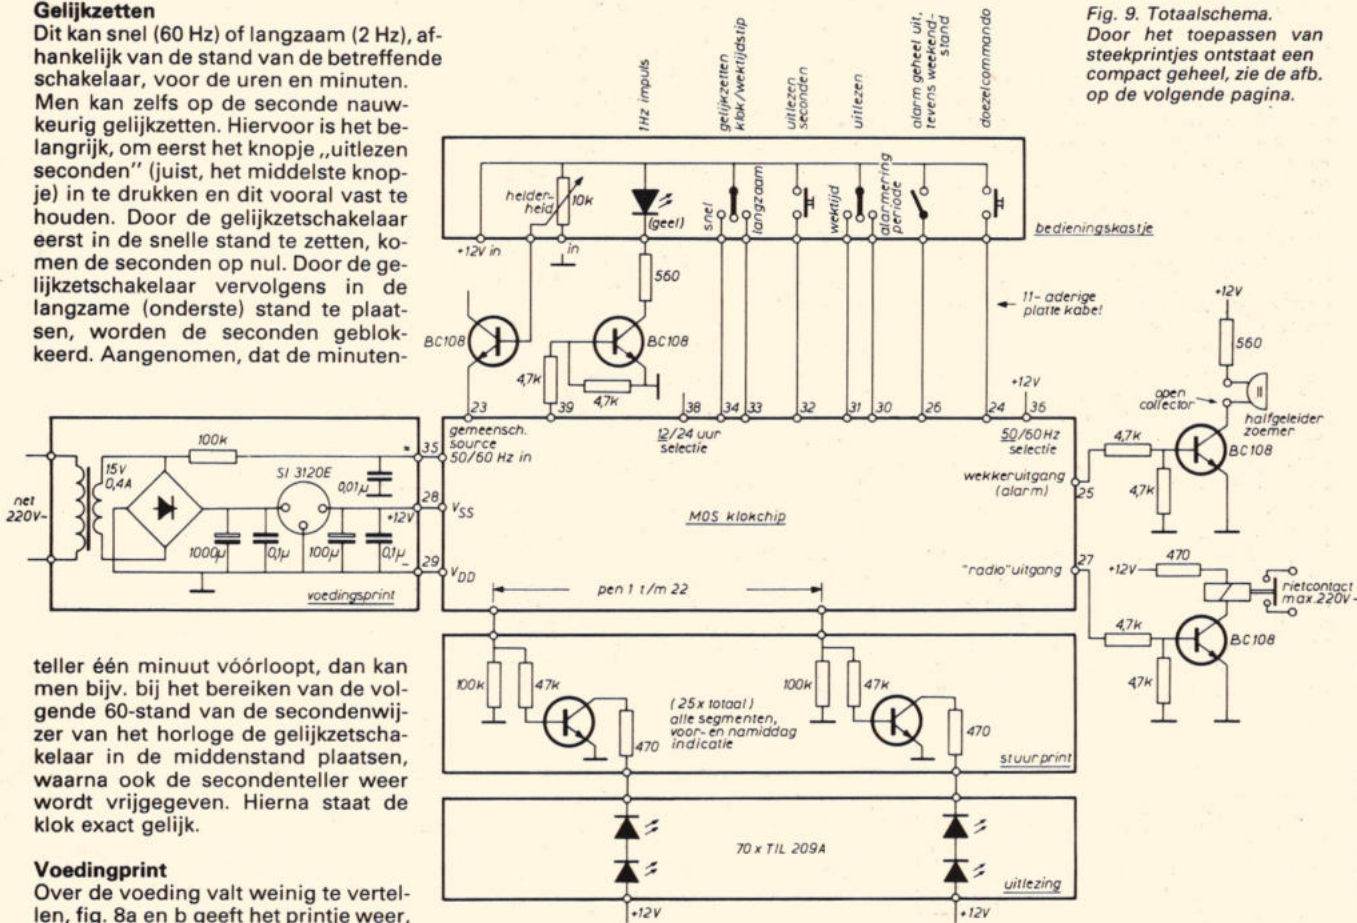 Gelijkzetten
Dit kan snel (60 Hz) of langzaam (2 Hz), af-
hankelijk van de stand van de betreffende
schakelaar, voor de uren en minuten.
Men kan zelfs op de seconde nauw-
keurig gelijkzetten. Hiervoor is het be-
langrijk, om eerst het knopje „uitlezen
seconden” (juist, het middelste knop-
je) in te drukken en dit vooral vast te
houden. Door de gelijkzetschakelaar
eerst in de snelle stand te zetten, ko-
men de seconden op nul. Door de ge-
lijkzetschakelaar vervolgens in de
langzame (onderste) stand te plaat-
sen, worden de seconden geblok-
keerd. Aangenomen, dat de minuten-
teller één minuut vóórloopt, dan kan
men bijv. bij het bereiken van de vol-
gende 60-stand van de secondenwij-
zer van het horloge de gelijkzetscha-
kelaar in de middenstand plaatsen,
waarna ook de secondenteller weer
wordt vrijgegeven. Hierna staat de
klok exact gelijk.
Voedingprint
Over de voeding valt weinig te vertel-
len, fig. 8a en b geeft het printje weer,
Fig. 9. Totaalschema.
Door het toepassen van
steekprintjes ontstaat een
compact geheel, zie de afb.
op de volgende pagina.
1Hz impuls
gelijkzetten
klok/wektijdstip
uitlezen
seconden
uitlezen
alarm geheel uit,
tevens weekend-
stand
doezelcommando
helder-
heid
10k
(geel)
snel
langzaam
wektijd
alarmering
periode
bedieningskastje
+12V in
in
560
11-aderige
platte kabel
BC108
BC108
4,7k
4,7k
+12V
23
39
38
34
33
32
31
30
26
24
36
gemeensch.
source
50/60 Hz in
12/24 uur
selectie
50/60Hz
selectie
wekkeruitgang
(alarm)
25
MOS klokchip
"radio"uitgang
27
pen 1 t/m 22
+12V
560
open
collector
halfgeleider
zoemer
4,7k
BC108
4,7k
470
+12V
rietcontact
max.220V~
4,7k
BC108
4,7k
net
220V~
15V
0,4A
100k
*
35
SI 3120E
0,01µ
28
+12V
VSS
1000µ
0,1µ
100µ
0,1µ
–
29
VDD
voedingsprint
100k
47k
470
(25x totaal)
alle segmenten,
voor- en namiddag
indicatie
100k
47k
470
stuurprint
70 x TIL 209A
uitlezing
+12V
+12V